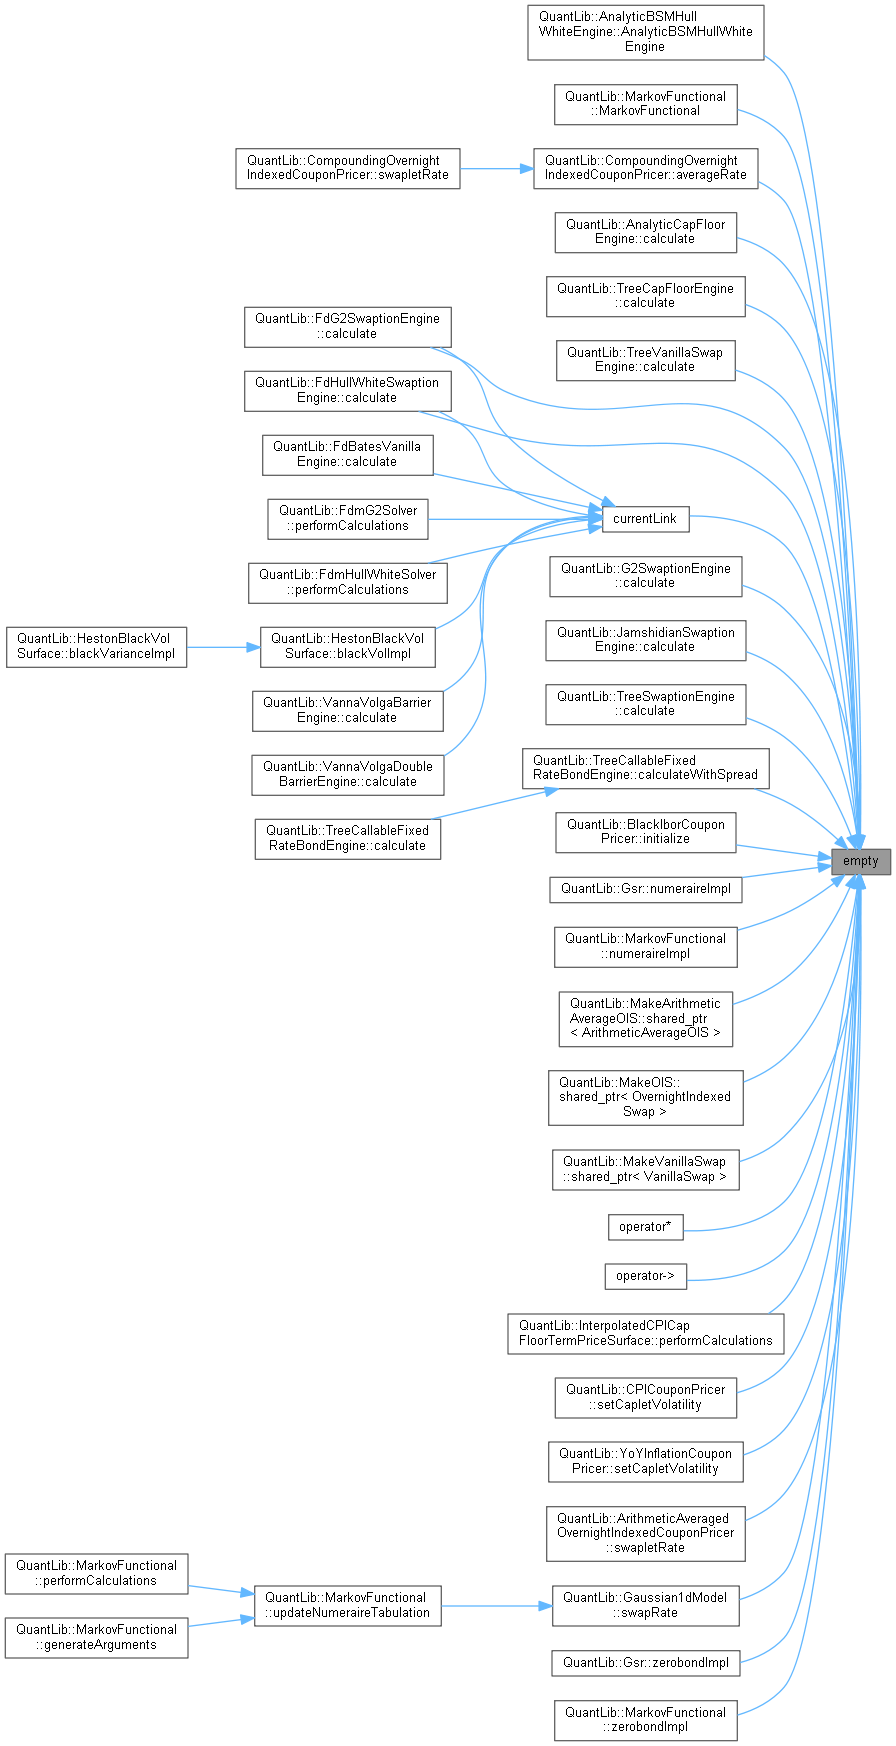 QuantLib::AnalyticBSMHull
WhiteEngine::AnalyticBSMHullWhite
Engine
QuantLib::MarkovFunctional
::MarkovFunctional
QuantLib::CompoundingOvernight
IndexedCouponPricer::swapletRate
QuantLib::CompoundingOvernight
IndexedCouponPricer::averageRate
QuantLib::AnalyticCapFloor
Engine::calculate
QuantLib::TreeCapFloorEngine
::calculate
QuantLib::FdG2SwaptionEngine
::calculate
QuantLib::TreeVanillaSwap
Engine::calculate
QuantLib::FdHullWhiteSwaption
Engine::calculate
QuantLib::FdBatesVanilla
Engine::calculate
QuantLib::FdmG2Solver
::performCalculations
currentLink
QuantLib::G2SwaptionEngine
::calculate
QuantLib::FdmHullWhiteSolver
::performCalculations
QuantLib::HestonBlackVol
Surface::blackVarianceImpl
QuantLib::HestonBlackVol
Surface::blackVolImpl
QuantLib::JamshidianSwaption
Engine::calculate
QuantLib::VannaVolgaBarrier
Engine::calculate
QuantLib::TreeSwaptionEngine
::calculate
QuantLib::VannaVolgaDouble
BarrierEngine::calculate
QuantLib::TreeCallableFixed
RateBondEngine::calculateWithSpread
QuantLib::TreeCallableFixed
RateBondEngine::calculate
QuantLib::BlackIborCoupon
Pricer::initialize
empty
QuantLib::Gsr::numeraireImpl
QuantLib::MarkovFunctional
::numeraireImpl
QuantLib::MakeArithmetic
AverageOIS::shared_ptr
< ArithmeticAverageOIS >
QuantLib::MakeOIS::
shared_ptr< OvernightIndexed
Swap >
QuantLib::MakeVanillaSwap
::shared_ptr< VanillaSwap >
operator*
operator->
QuantLib::InterpolatedCPICap
FloorTermPriceSurface::performCalculations
QuantLib::CPICouponPricer
::setCapletVolatility
QuantLib::YoYInflationCoupon
Pricer::setCapletVolatility
QuantLib::ArithmeticAveraged
OvernightIndexedCouponPricer
::swapletRate
QuantLib::MarkovFunctional
::performCalculations
QuantLib::MarkovFunctional
::updateNumeraireTabulation
QuantLib::Gaussian1dModel
::swapRate
QuantLib::MarkovFunctional
::generateArguments
QuantLib::Gsr::zerobondImpl
QuantLib::MarkovFunctional
::zerobondImpl